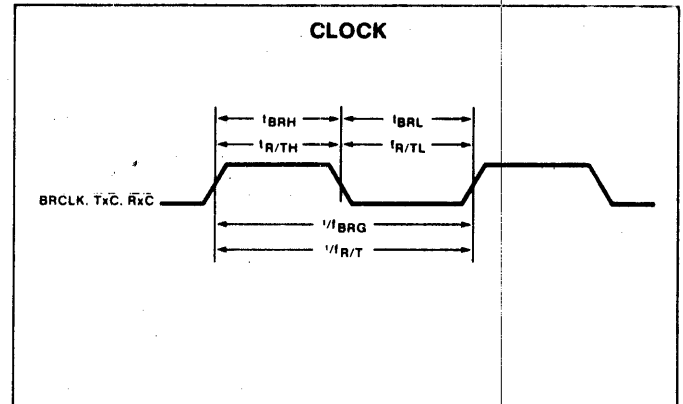 CLOCK
tBRH tBRL
tR/TH tR/TL
BRCLK. TxC. RxC
1/fBRG
1/fR/T